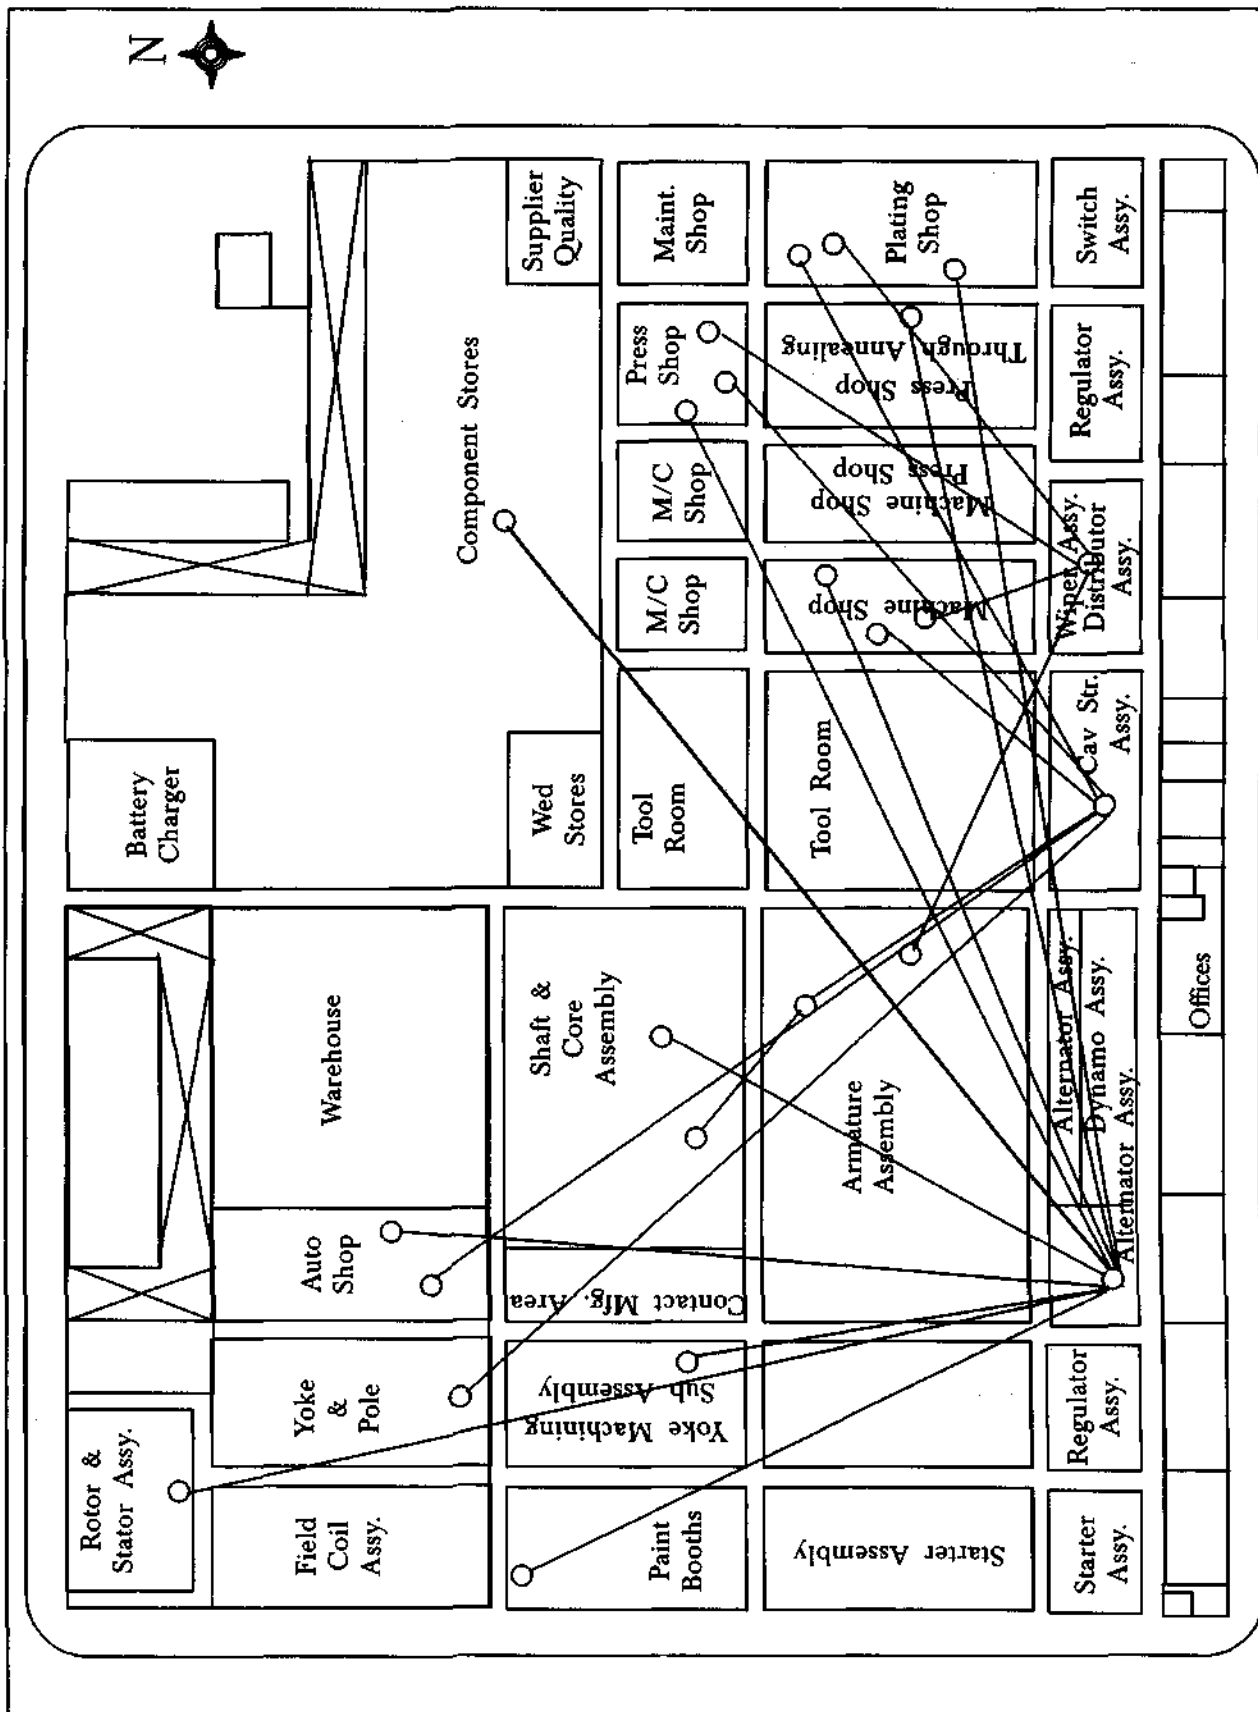 N
Rotor &
Stator Assy.
Battery
Charger
Field
Coil
Assy.
Yoke
&
Pole
Auto
Shop
Warehouse
Component Stores
Paint
Booths
Yoke Machining
Sub Assembly
Contact Mfg. Area
Shaft &
Core
Assembly
Wed
Stores
Supplier
Quality
Tool
Room
M/C
Shop
M/C
Shop
Press
Shop
Maint.
Shop
Starter Assembly
Armature
Assembly
Tool Room
Machine Shop
Machine Shop
Press Shop
Press Shop
Through Annealing
Plating
Shop
Starter
Assy.
Regulator
Assy.
Alternator Assy.
Dynamo Assy.
Alternator Assy.
Cav Str.
Assy.
Wiper Assy.
Distributor
Assy.
Regulator
Assy.
Switch
Assy.
Offices